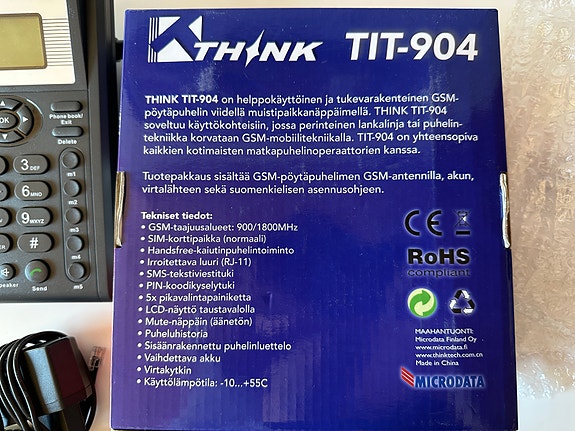 THINK TIT-904
THINK TIT-904 on helppokäyttöinen ja tukevarakenteinen GSM-
pöytäpuhelin viidellä muistipaikkanäppäimellä. THINK TIT-904
soveltuu käyttökohteisiin, jossa perinteinen lankalinja tai puhelin-
tekniikka korvataan GSM-mobiilitekniikalla. TIT-904 on yhteensopiva
kaikkien kotimaisten matkapuhelinoperaattorien kanssa.
Tuotepakkaus sisältää GSM-pöytäpuhelimen GSM-antennilla, akun,
virtalähteen sekä suomenkielisen asennusohjeen.
Tekniset tiedot:
• GSM-taajuusalueet: 900/1800MHz
• SIM-korttipaikka (normaali)
• Handsfree-kaiutinpuhelintoiminto
• Irroitettava luuri (RJ-11)
• SMS-tekstiviestituki
• PIN-koodikyselytuki
• 5x pikavalintapainiketta
• LCD-näyttö taustavalolla
• Mute-näppäin (äänetön)
• Puheluhistoria
• Sisäänrakennettu puhelinluettelo
• Vaihdettava akku
• Virtakytkin
• Käyttölämpötila: -10...+55C
CE
RoHS
compliant
MAAHANTUONTI:
Microdata Finland Oy
www.microdata.fi
www.thinktech.com.cn
Made in China
MICRODATA
Phone book/
Exit
OK
Delete
3 DEF
m1
6 MNO
m2
9 WXYZ
m3
#
m4
Speaker
Send
m5